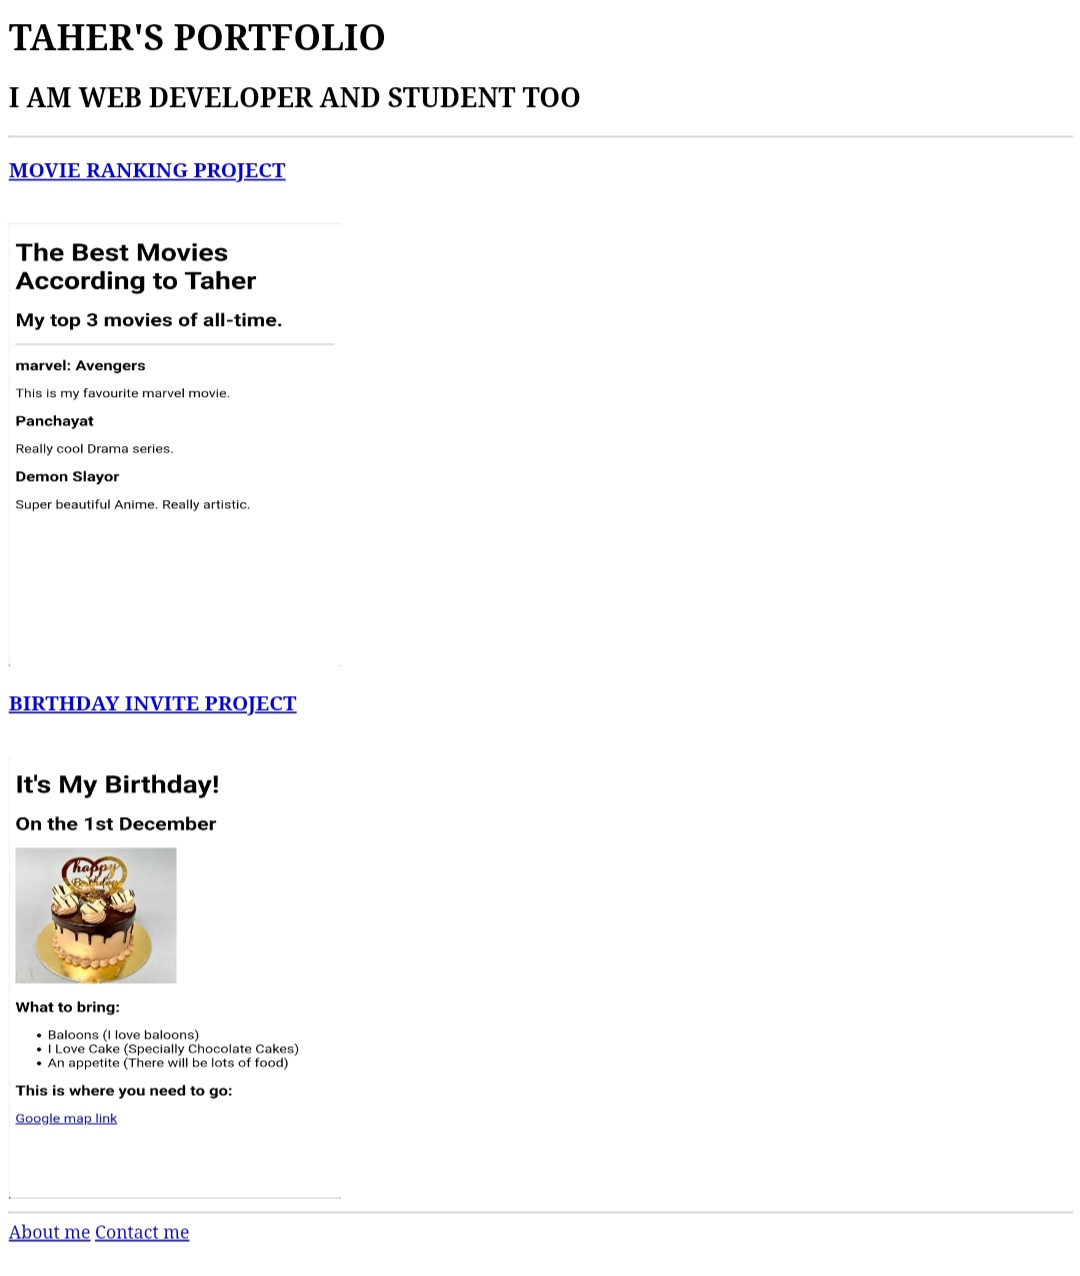 TAHER'S PORTFOLIO
I AM WEB DEVELOPER AND STUDENT TOO
MOVIE RANKING PROJECT
The Best Movies
According to Taher
My top 3 movies of all-time.
marvel: Avengers
This is my favourite marvel movie.
Panchayat
Really cool Drama series.
Demon Slayor
Super beautiful Anime. Really artistic.
BIRTHDAY INVITE PROJECT
It's My Birthday!
On the 1st December
happy
Birthday
What to bring:
• Baloons (I love baloons)
• I Love Cake (Specially Chocolate Cakes)
• An appetite (There will be lots of food)
This is where you need to go:
Google map link
About me Contact me